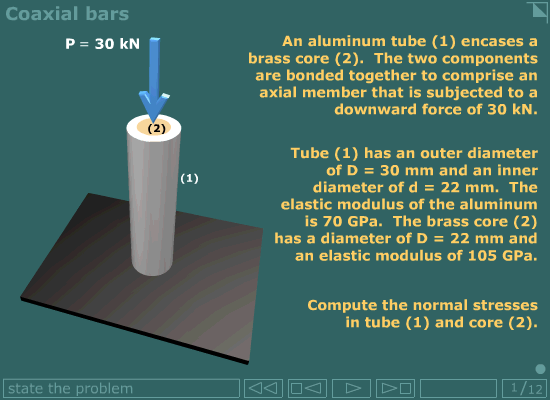 Coaxial bars
P = 30 kN
An aluminum tube (1) encases a
brass core (2). The two components
are bonded together to comprise an
axial member that is subjected to a
downward force of 30 kN.
(2)
(1)
Tube (1) has an outer diameter
of D = 30 mm and an inner
diameter of d = 22 mm. The
elastic modulus of the aluminum
is 70 GPa. The brass core (2)
has a diameter of D = 22 mm and
an elastic modulus of 105 GPa.
Compute the normal stresses
in tube (1) and core (2).
state the problem
1/12